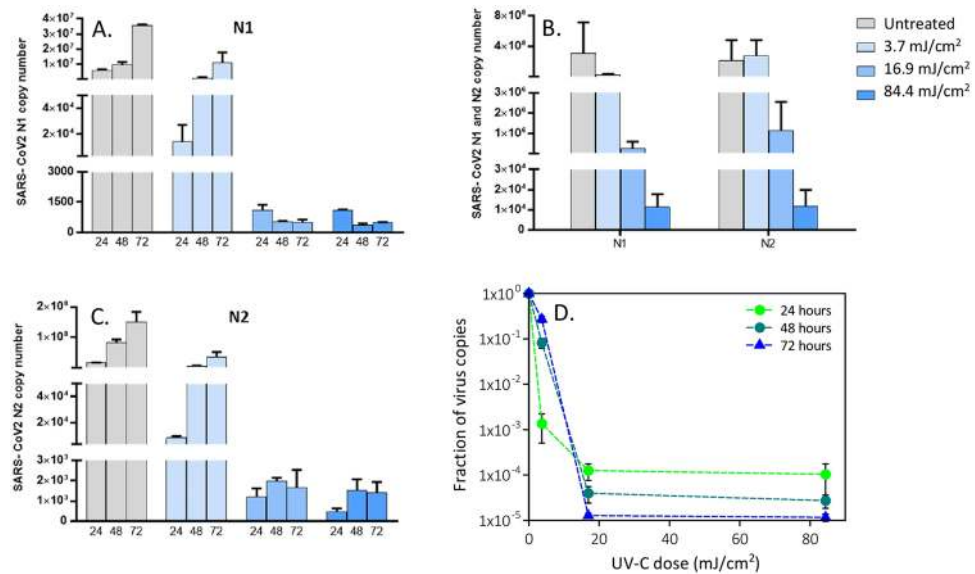 A.
N1
SARS- CoV2 N1 copy number
4×10⁷
3×10⁷
2×10⁷
1×10⁷
2×10⁴
3000
1500
0
24 48 72 24 48 72 24 48 72 24 48 72
B.
SARS-CoV2 N1 and N2 copy number
8×10⁶
4×10⁶
3×10⁶
2×10⁶
1×10⁶
3×10⁴
2×10⁴
1×10⁴
0
N1 N2
Untreated
3.7 mJ/cm²
16.9 mJ/cm²
84.4 mJ/cm²
C.
N2
SARS- CoV2 N2 copy number
2×10⁸
1×10⁸
4×10⁴
2×10⁴
3×10³
2×10³
1×10³
0
24 48 72 24 48 72 24 48 72 24 48 72
D.
Fraction of virus copies
1x10⁰
1x10⁻¹
1x10⁻²
1x10⁻³
1x10⁻⁴
1x10⁻⁵
24 hours
48 hours
72 hours
0 20 40 60 80
UV-C dose (mJ/cm²)